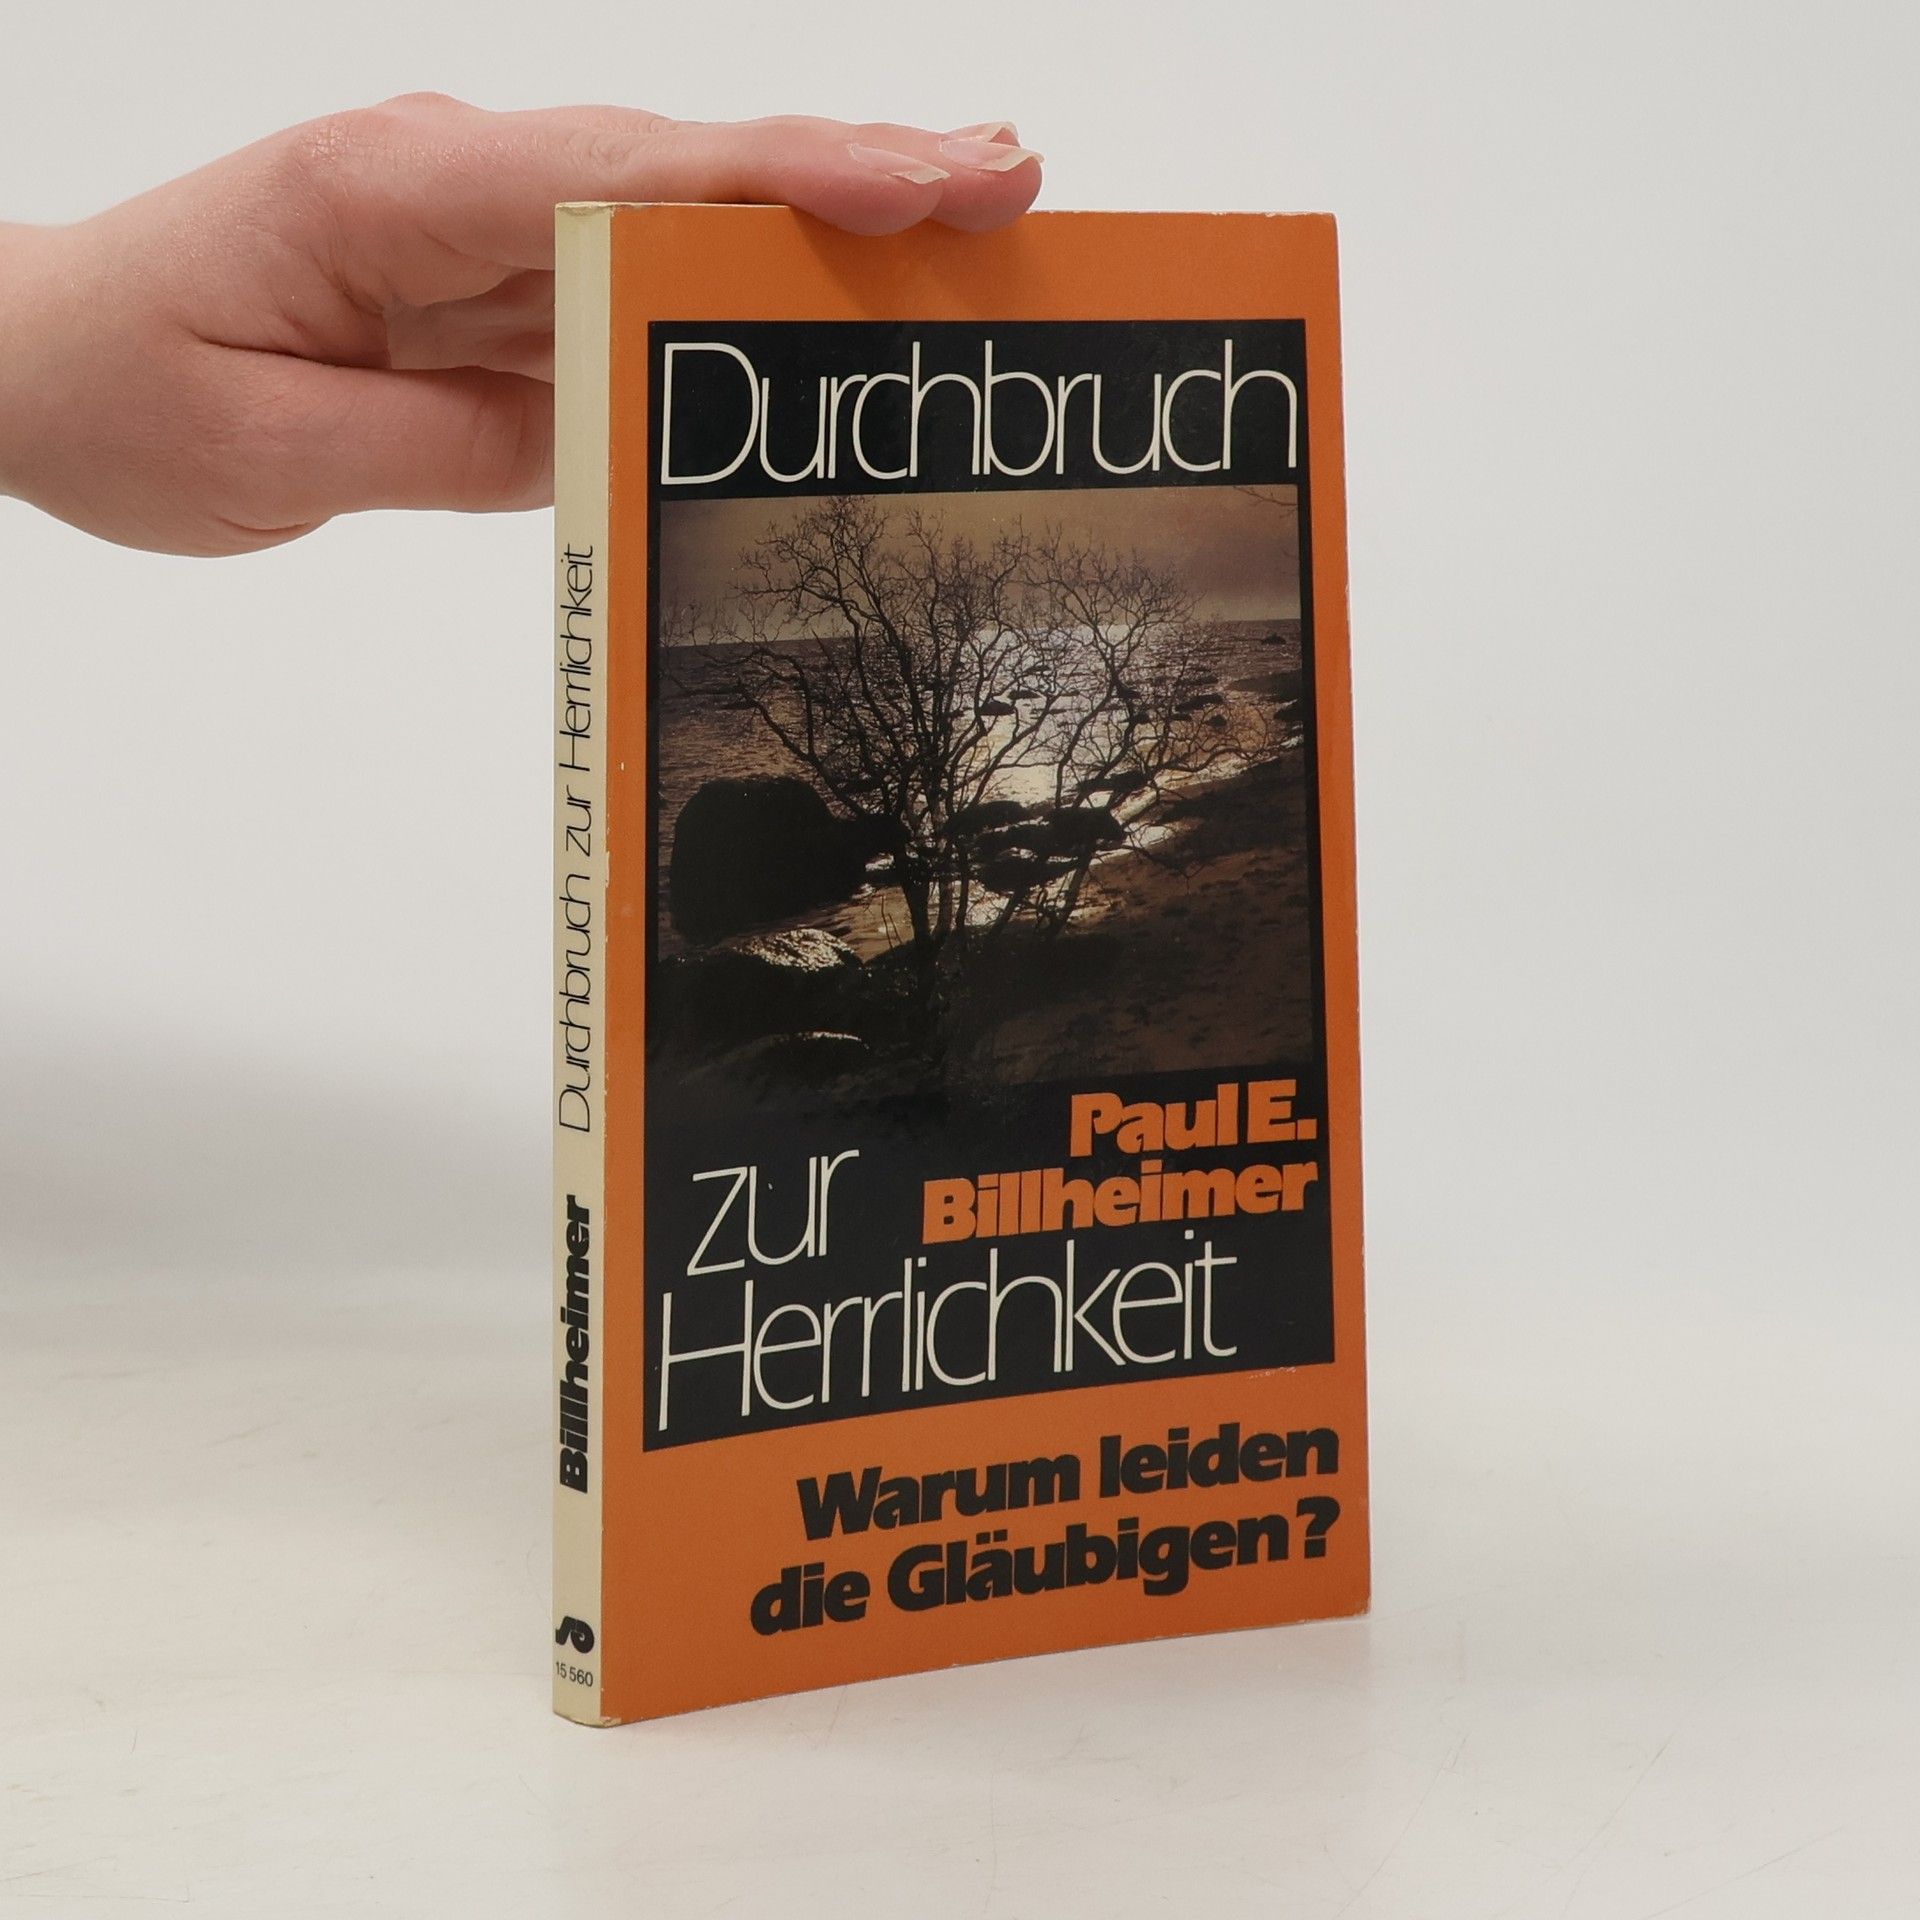 Durchbruch
Paul E.
Billheimer
zur
Herrlichkeit
Warum leiden
die Gläubigen?
Billheimer Durchbruch zur Herrlichkeit
15 560